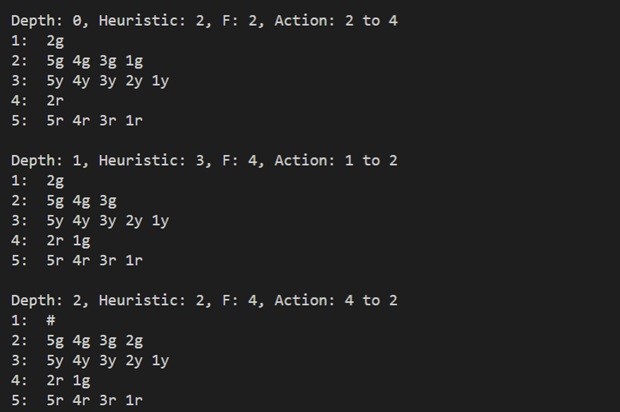 Depth: 0, Heuristic: 2, F: 2, Action: 2 to 4
1: 2g
2: 5g 4g 3g 1g
3: 5y 4y 3y 2y 1y
4: 2r
5: 5r 4r 3r 1r
Depth: 1, Heuristic: 3, F: 4, Action: 1 to 2
1: 2g
2: 5g 4g 3g
3: 5y 4y 3y 2y 1y
4: 2r 1g
5: 5r 4r 3r 1r
Depth: 2, Heuristic: 2, F: 4, Action: 4 to 2
1: #
2: 5g 4g 3g 2g
3: 5y 4y 3y 2y 1y
4: 2r 1g
5: 5r 4r 3r 1r